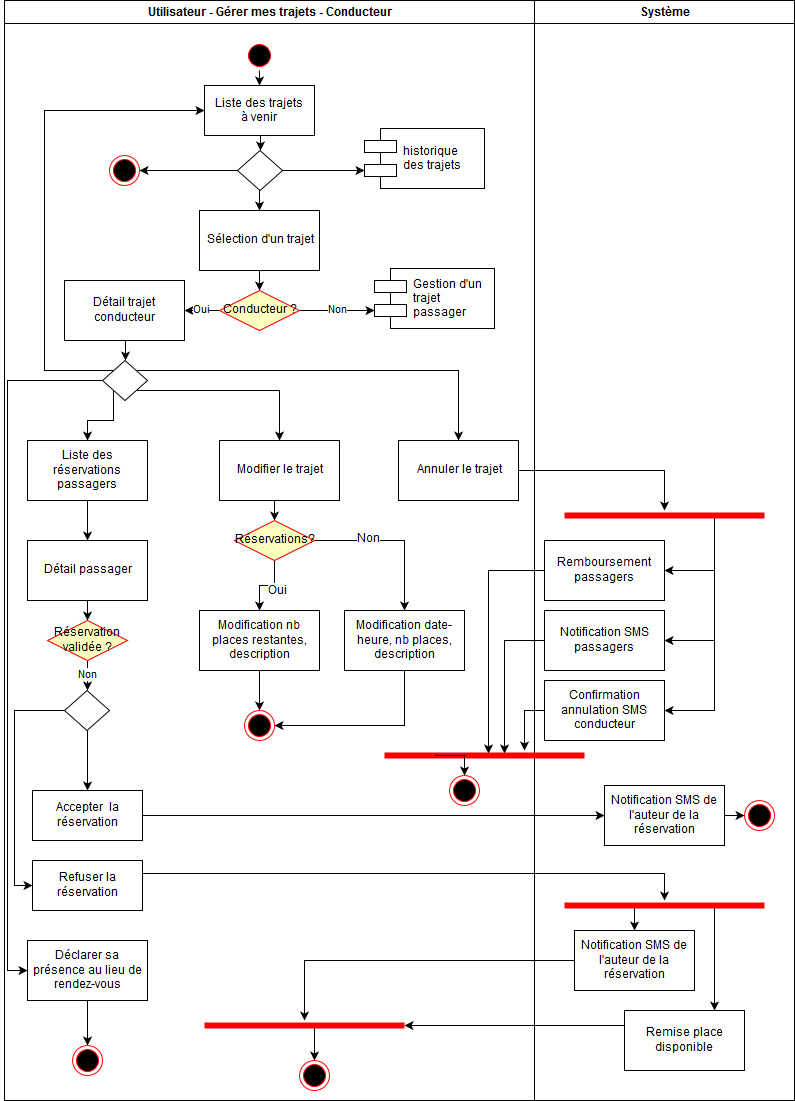 Utilisateur - Gérer mes trajets - Conducteur
Système
Liste des trajets
à venir
historique
des trajets
Sélection d'un trajet
Détail trajet
conducteur
Oui
Conducteur ?
Non
Gestion d'un
trajet
passager
Liste des
réservations
passagers
Modifier le trajet
Annuler le trajet
Détail passager
Réservations?
Non
Remboursement
passagers
Oui
Réservation
validée ?
Modification nb
places restantes,
description
Modification date-
heure, nb places,
description
Notification SMS
passagers
Non
Confirmation
annulation SMS
conducteur
Accepter la
réservation
Notification SMS de
l'auteur de la
réservation
Refuser la
réservation
Déclarer sa
présence au lieu de
rendez-vous
Notification SMS de
l'auteur de la
réservation
Remise place
disponible